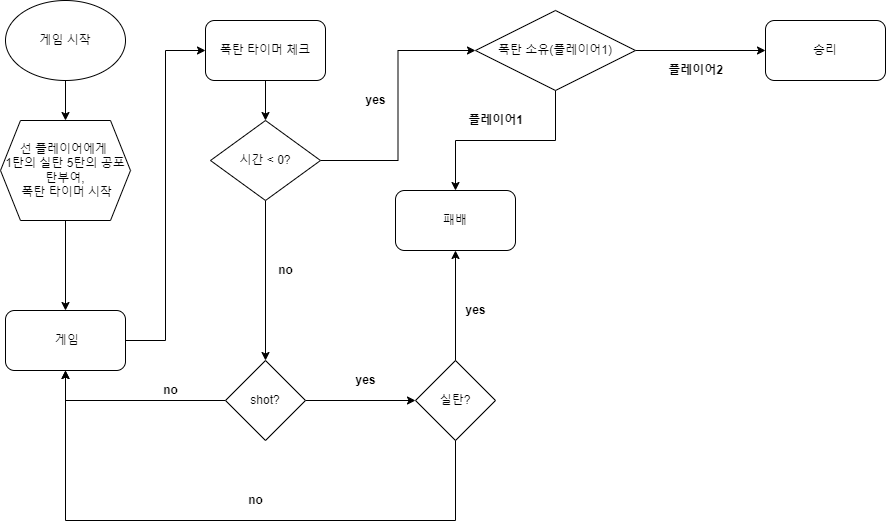 게임 시작
폭탄 타이머 체크
폭탄 소유(플레이어1)
승리
플레이어2
yes
플레이어1
선 플레이어에게
1탄의 실탄 5탄의 공포
탄부여,
폭탄 타이머 시작
시간 < 0?
패배
no
yes
게임
no
shot?
yes
실탄?
no